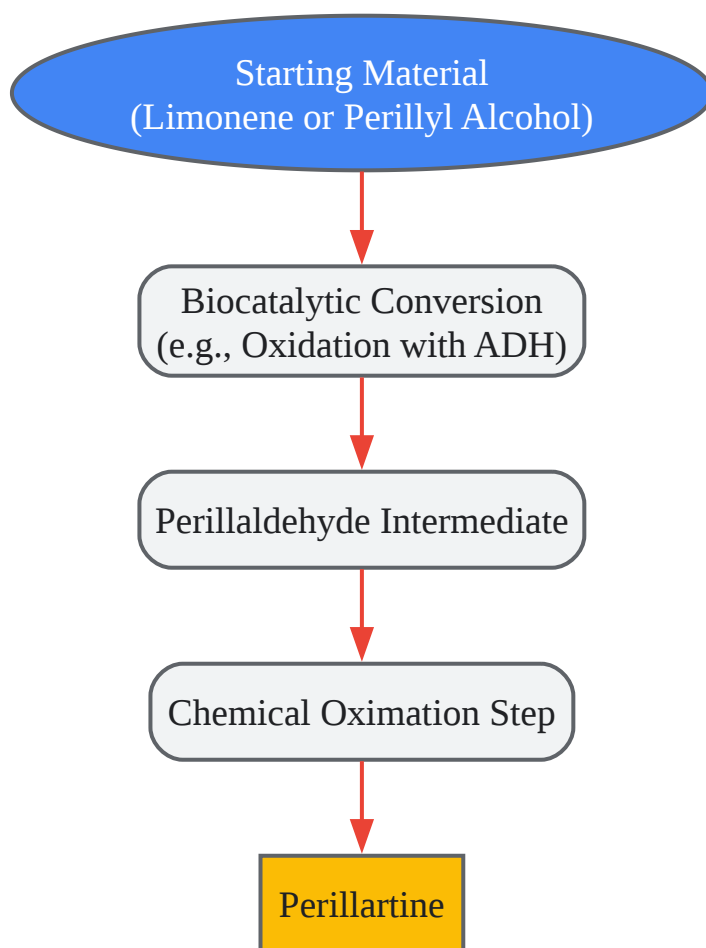 Starting Material
(Limonene or Perillyl Alcohol)
Biocatalytic Conversion
(e.g., Oxidation with ADH)
Perillaldehyde Intermediate
Chemical Oximation Step
Perillartine